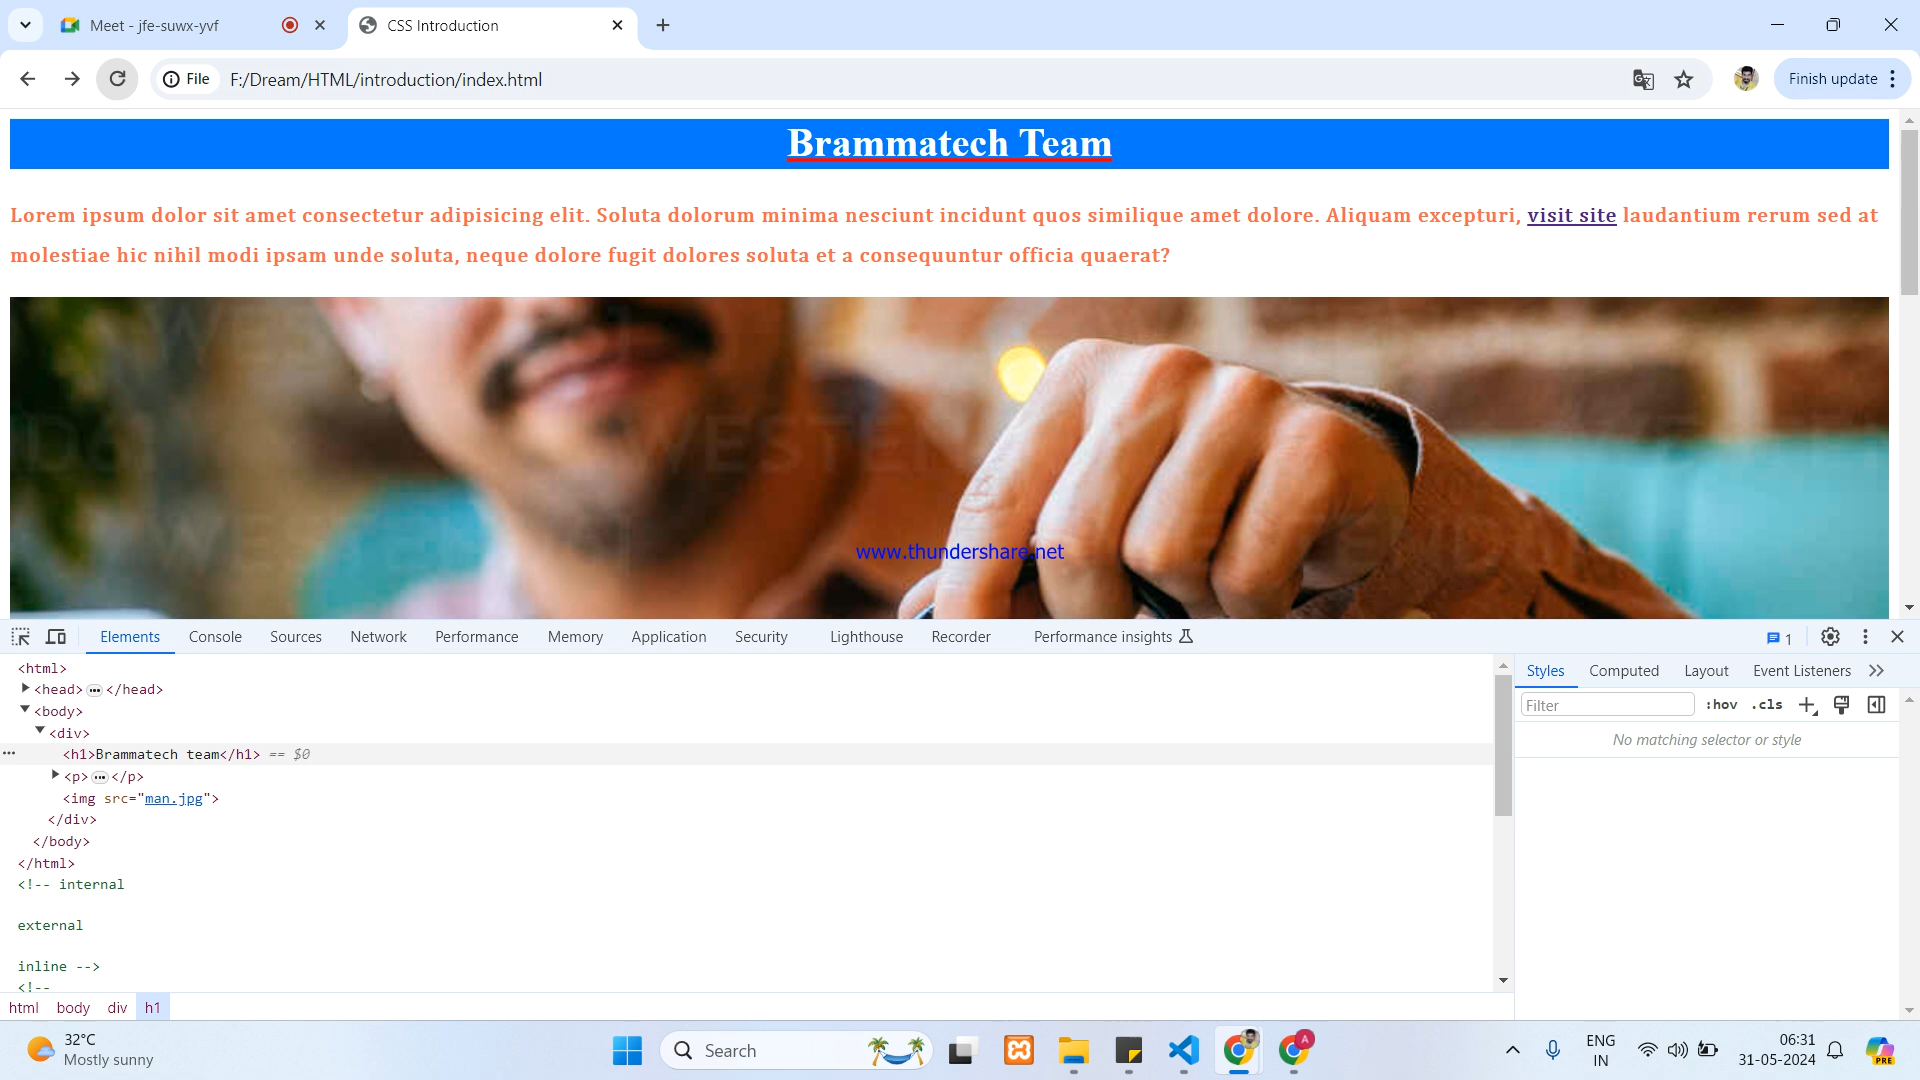 Meet - jfe-suwx-yvf
CSS Introduction
File
F:/Dream/HTML/introduction/index.html
Finish update
Brammatech Team
Lorem ipsum dolor sit amet consectetur adipisicing elit. Soluta dolorum minima nesciunt incidunt quos similique amet dolore. Aliquam excepturi, visit site laudantium rerum sed at
molestiae hic nihil modi ipsam unde soluta, neque dolore fugit dolores soluta et a consequuntur officia quaerat?
WESTEN
www.thundershare.net
Elements Console Sources Network Performance Memory Application Security Lighthouse Recorder Performance insights 1
<html>
<head> ••• </head>
<body>
<div>
<h1>Brammatech team</h1> == $0
<p> ••• </p>
<img src="man.jpg">
</div>
</body>
</html>
<!-- internal
external
inline -->
<!--
html body div h1
Styles Computed Layout Event Listeners
Filter :hov .cls
No matching selector or style
32°C
Mostly sunny
Search
A
ENG
IN
06:31
31-05-2024
PRE